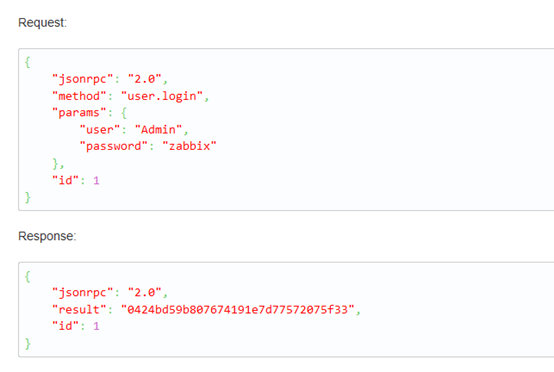 Request:
{
    "jsonrpc": "2.0",
    "method": "user.login",
    "params": {
        "user": "Admin",
        "password": "zabbix"
    },
    "id": 1
}
Response:
{
    "jsonrpc": "2.0",
    "result": "0424bd59b807674191e7d77572075f33",
    "id": 1
}